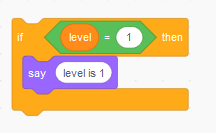 if level = 1 then
say level is 1